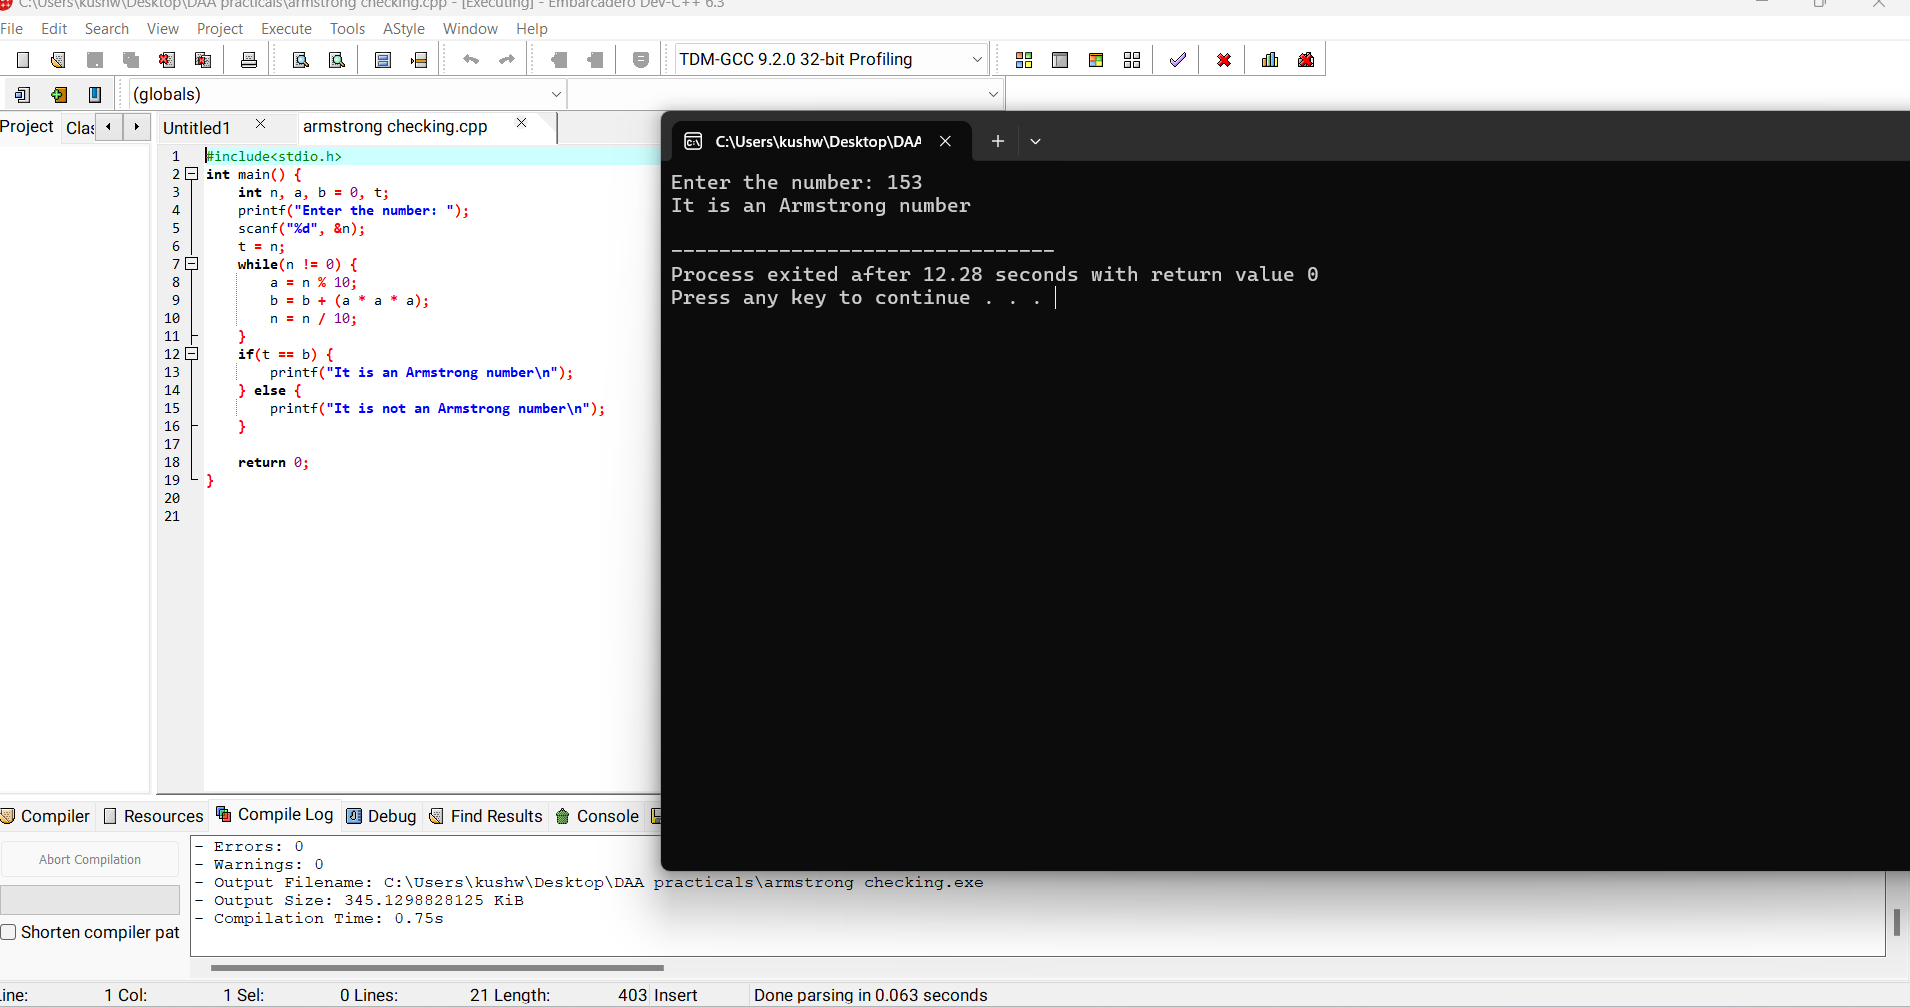 C:\Users\kushw\Desktop\DAA practicals\armstrong checking.cpp - [Executing] - Embarcadero Dev-C++ 6.3
File Edit Search View Project Execute Tools AStyle Window Help
TDM-GCC 9.2.0 32-bit Profiling
(globals)
Project Clas Untitled1 armstrong checking.cpp
1 #include<stdio.h>
2 int main() {
3 int n, a, b = 0, t;
4 printf("Enter the number: ");
5 scanf("%d", &n);
6 t = n;
7 while(n != 0) {
8 a = n % 10;
9 b = b + (a * a * a);
10 n = n / 10;
11 }
12 if(t == b) {
13 printf("It is an Armstrong number\n");
14 } else {
15 printf("It is not an Armstrong number\n");
16 }
17
18 return 0;
19 }
20
21
C:\Users\kushw\Desktop\DAA
Enter the number: 153
It is an Armstrong number
--------------------------------
Process exited after 12.28 seconds with return value 0
Press any key to continue . . .
Compiler Resources Compile Log Debug Find Results Console
Abort Compilation
Shorten compiler pat
- Errors: 0
- Warnings: 0
- Output Filename: C:\Users\kushw\Desktop\DAA practicals\armstrong checking.exe
- Output Size: 345.1298828125 KiB
- Compilation Time: 0.75s
ine: 1 Col: 1 Sel: 0 Lines: 21 Length: 403 Insert Done parsing in 0.063 seconds